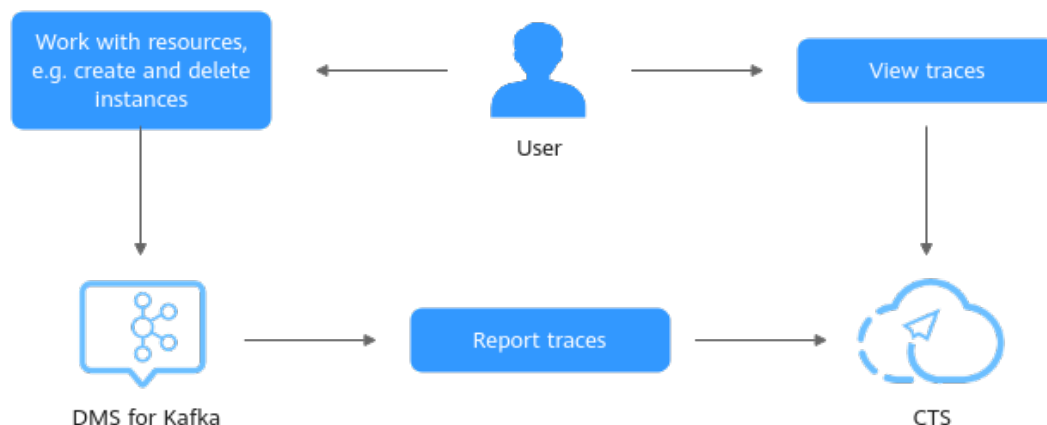 Work with resources,
e.g. create and delete
instances
User
View traces
DMS for Kafka
Report traces
CTS